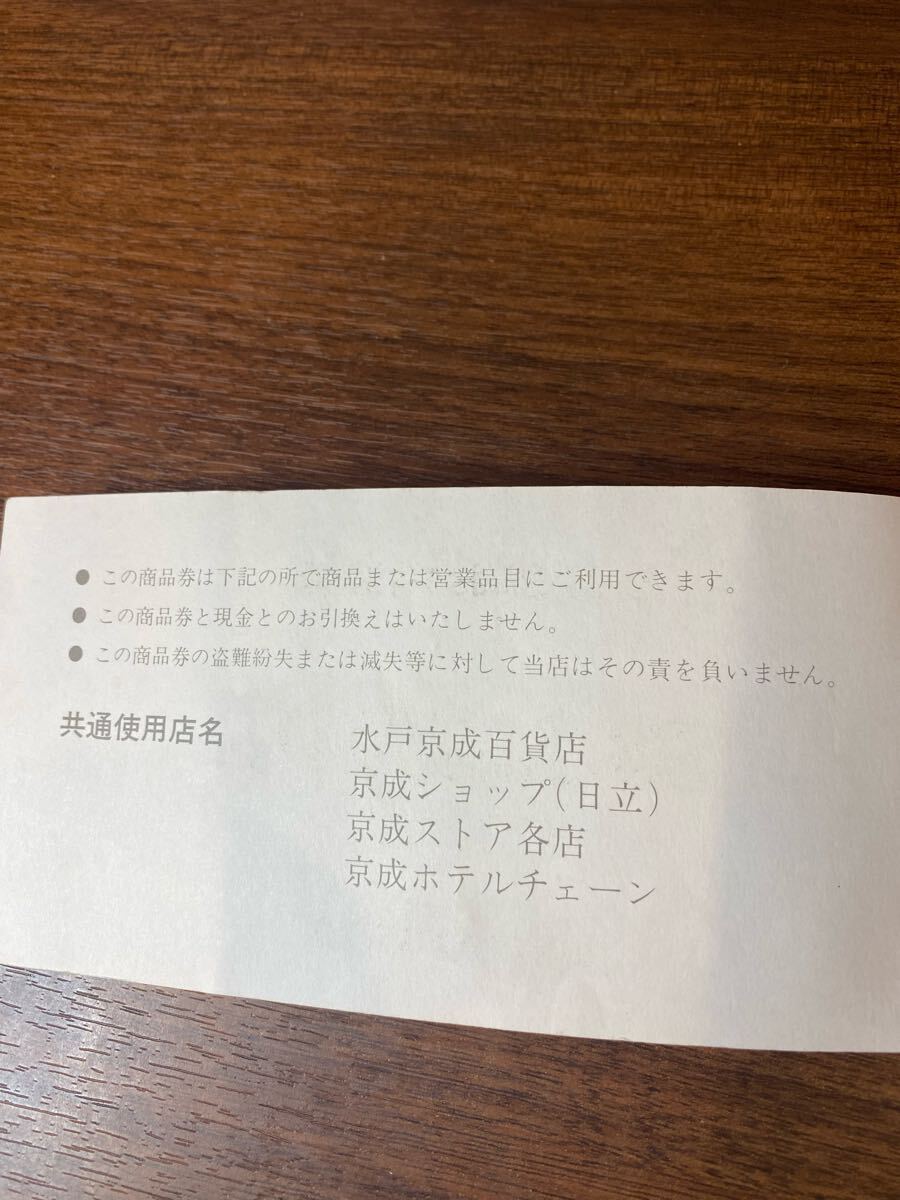 ● この商品券は下記の所で商品または営業品目にご利用できます。
● この商品券と現金とのお引換えはいたしません。
● この商品券の盗難紛失または滅失等に対して当店はその責を負いません。
共通使用店名 水戸京成百貨店
京成ショップ(日立)
京成ストア各店
京成ホテルチェーン